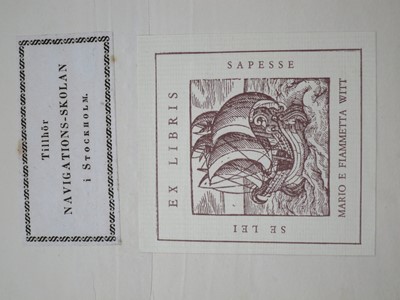 Tillhör
NAVIGATIONS-SKOLAN
i STOCKHOLM.
EX LIBRIS
SE LEI
SAPESSE
MARIO E FIAMMETTA WITT